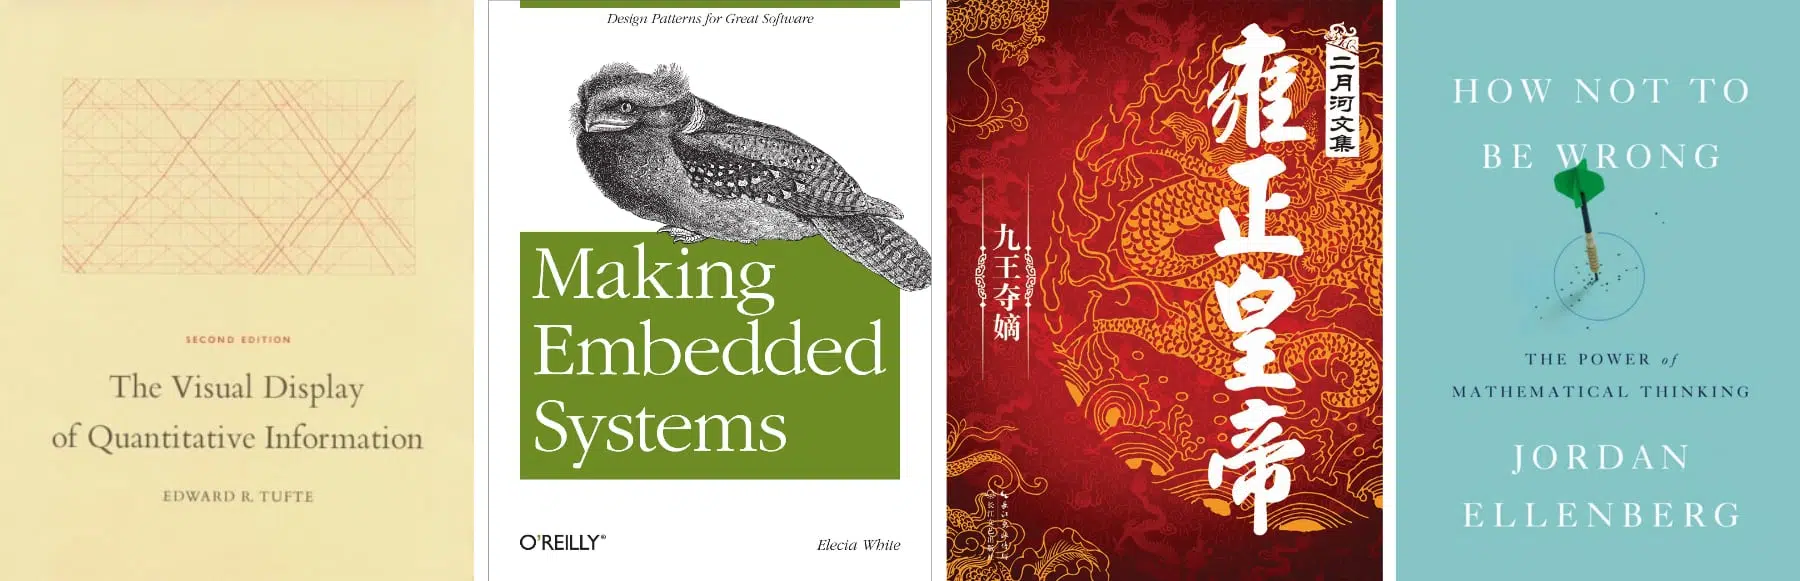 SECOND EDITION
The Visual Display
of Quantitative Information
EDWARD R. TUFTE
Design Patterns for Great Software
Making
Embedded
Systems
O'REILLY®
Elecia White
二月河文集
雍正皇帝
九王夺嫡
HOW NOT TO
BE WRONG
THE POWER of
MATHEMATICAL THINKING
JORDAN
ELLENBERG